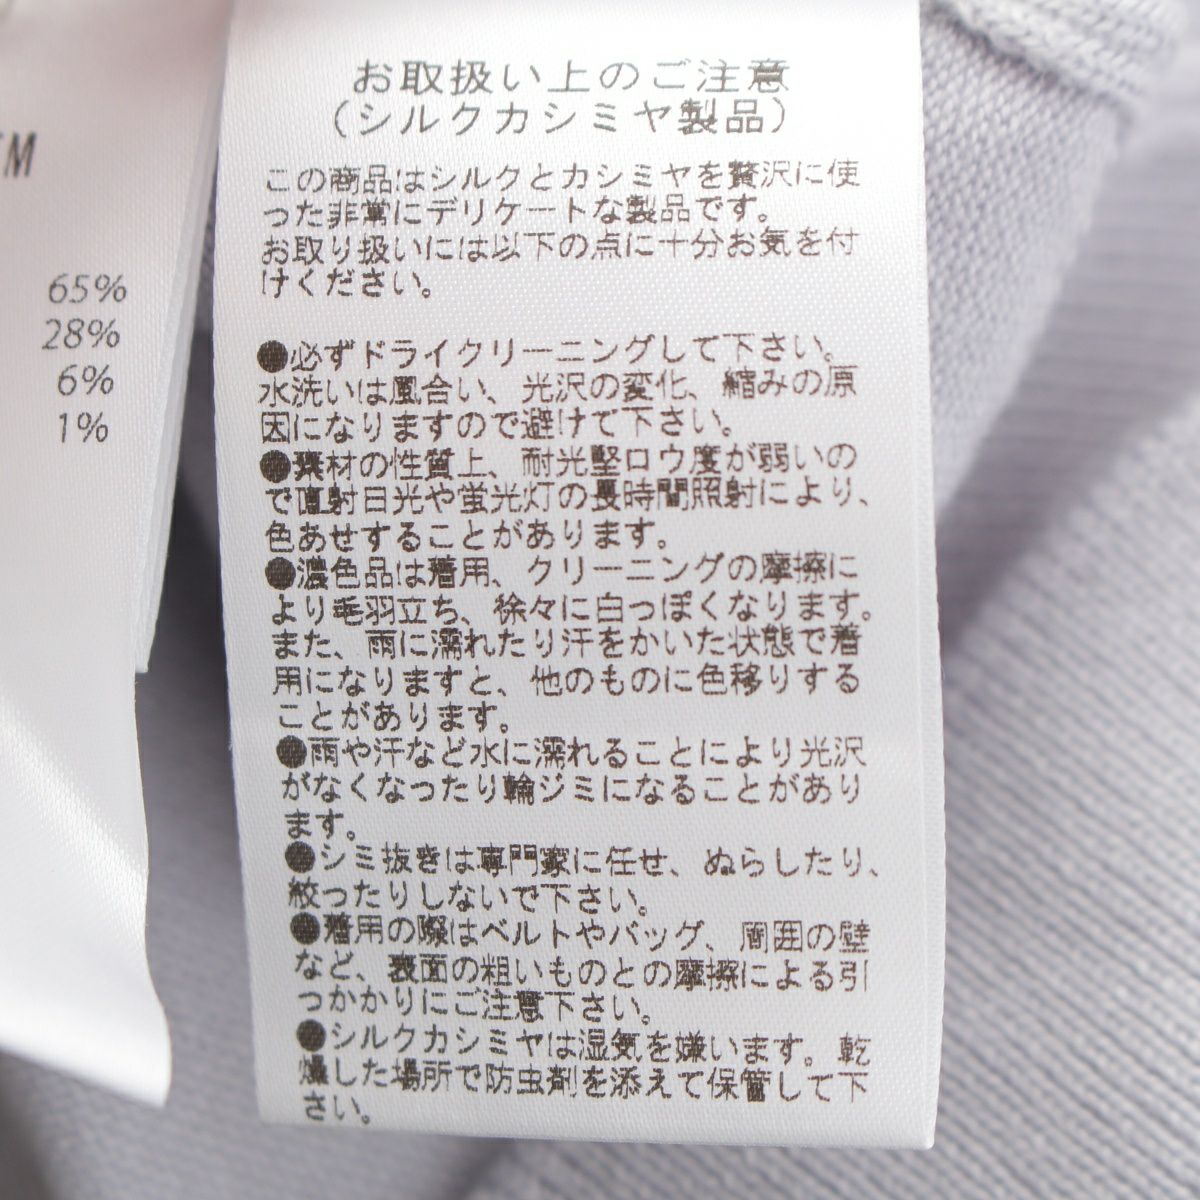 M
65%
28%
6%
1%
お取扱い上のご注意
(シルクカシミヤ製品)
この商品はシルクとカシミヤを贅沢に使
った非常にデリケートな製品です。
お取り扱いには以下の点に十分お気を付
けください。
●必ずドライクリーニングして下さい。
水洗いは風合い、光沢の変化、縮みの原
因になりますので避けて下さい。
●素材の性質上、耐光堅ロウ度が弱いの
で直射日光や蛍光灯の長時間照射により、
色あせすることがあります。
●濃色品は着用、クリーニングの摩擦に
より毛羽立ち、徐々に白っぽくなります。
また、雨に濡れたり汗をかいた状態で着
用になりますと、他のものに色移りする
ことがあります。
●雨や汗など水に濡れることにより光沢
がなくなったり輪ジミになることがあり
ます。
●シミ抜きは専門家に任せ、ぬらしたり、
絞ったりしないで下さい。
●着用の際はベルトやバッグ、周囲の壁
など、表面の粗いものとの摩擦による引
っかかりにご注意下さい。
●シルクカシミヤは湿気を嫌います。乾
燥した場所で防虫剤を添えて保管して下
さい。